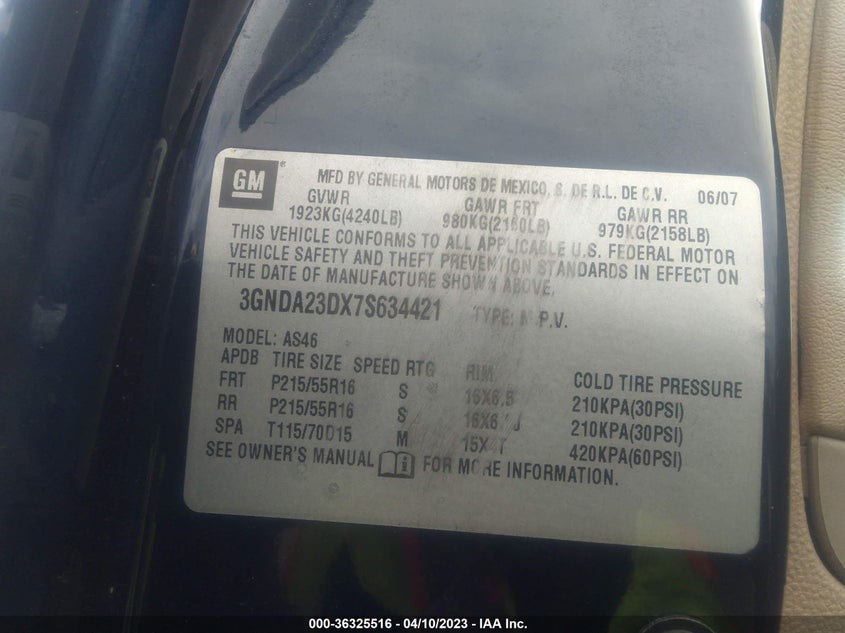 GM ®
MFD BY GENERAL MOTORS DE MEXICO, S. DE R.L. DE C.V. 06/07
GVWR GAWR FRT GAWR RR
1923KG(4240LB) 980KG(2160LB) 979KG(2158LB)
THIS VEHICLE CONFORMS TO ALL APPLICABLE U.S. FEDERAL MOTOR
VEHICLE SAFETY AND THEFT PREVENTION STANDARDS IN EFFECT ON
THE DATE OF MANUFACTURE SHOWN ABOVE.
3GNDA23DX7S634421 TYPE: M.P.V.
MODEL: AS46
APDB TIRE SIZE SPEED RTG RIM COLD TIRE PRESSURE
FRT P215/55R16 S 210KPA(30PSI)
RR P215/55R16 S 210KPA(30PSI)
SPA T115/70D15 M 420KPA(60PSI)
SEE OWNER'S MANUAL FOR MORE INFORMATION.
000-36325516 - 04/10/2023 - IAA Inc.